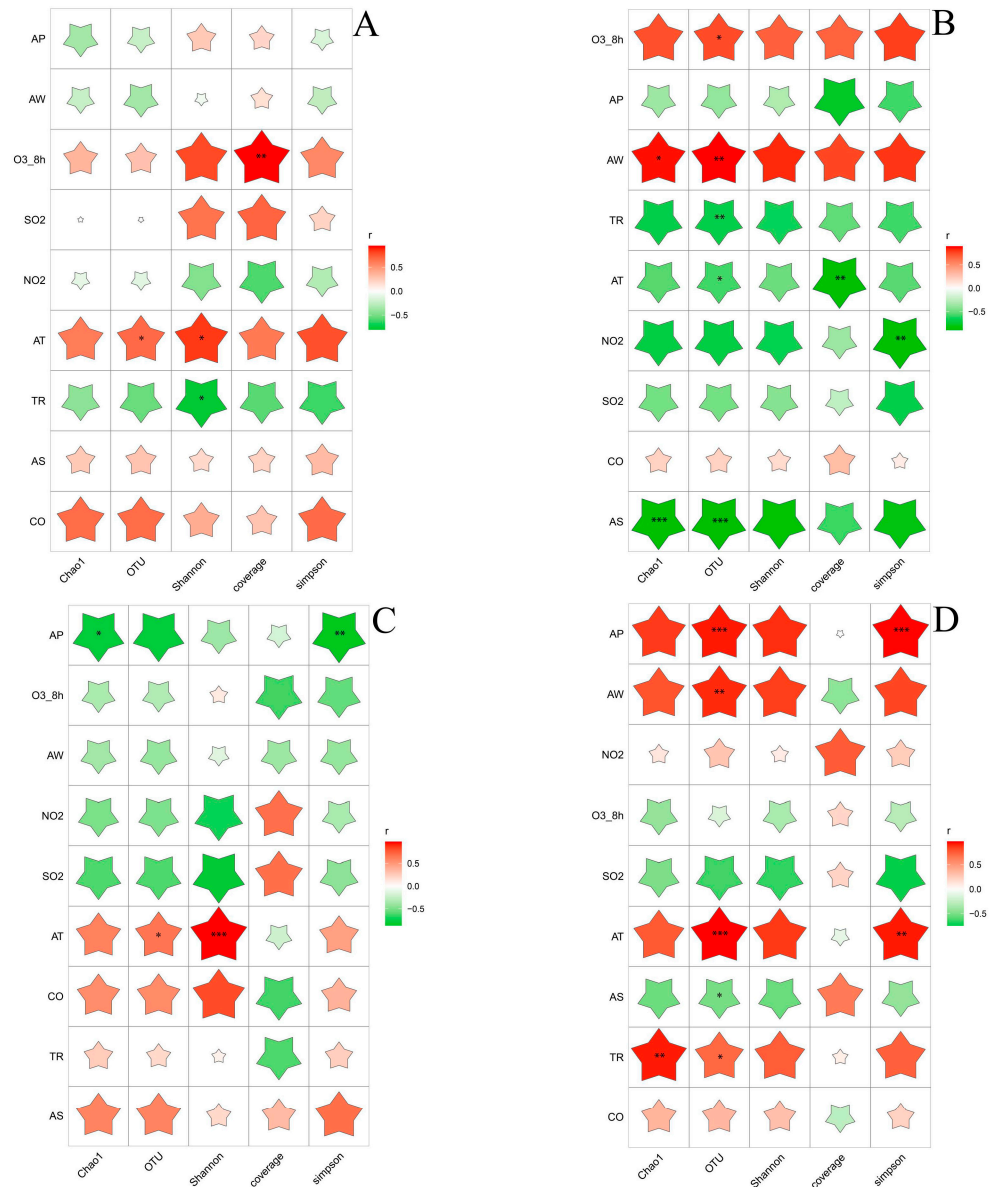 A
AP
AW
O3_8h
**
SO2
NO2
AT
*
*
TR
*
AS
CO
Chao1
OTU
Shannon
coverage
simpson
r
0.5
0.0
−0.5
B
O3_8h
*
AP
AW
*
**
TR
**
AT
*
**
NO2
**
SO2
CO
AS
***
***
Chao1
OTU
Shannon
coverage
simpson
r
0.5
0.0
−0.5
C
AP
*
**
O3_8h
AW
NO2
SO2
AT
*
***
CO
TR
AS
Chao1
OTU
Shannon
coverage
simpson
r
0.5
0.0
−0.5
D
AP
***
***
AW
**
NO2
O3_8h
SO2
AT
***
**
AS
*
TR
**
*
CO
Chao1
OTU
Shannon
coverage
simpson
r
0.5
0.0
−0.5